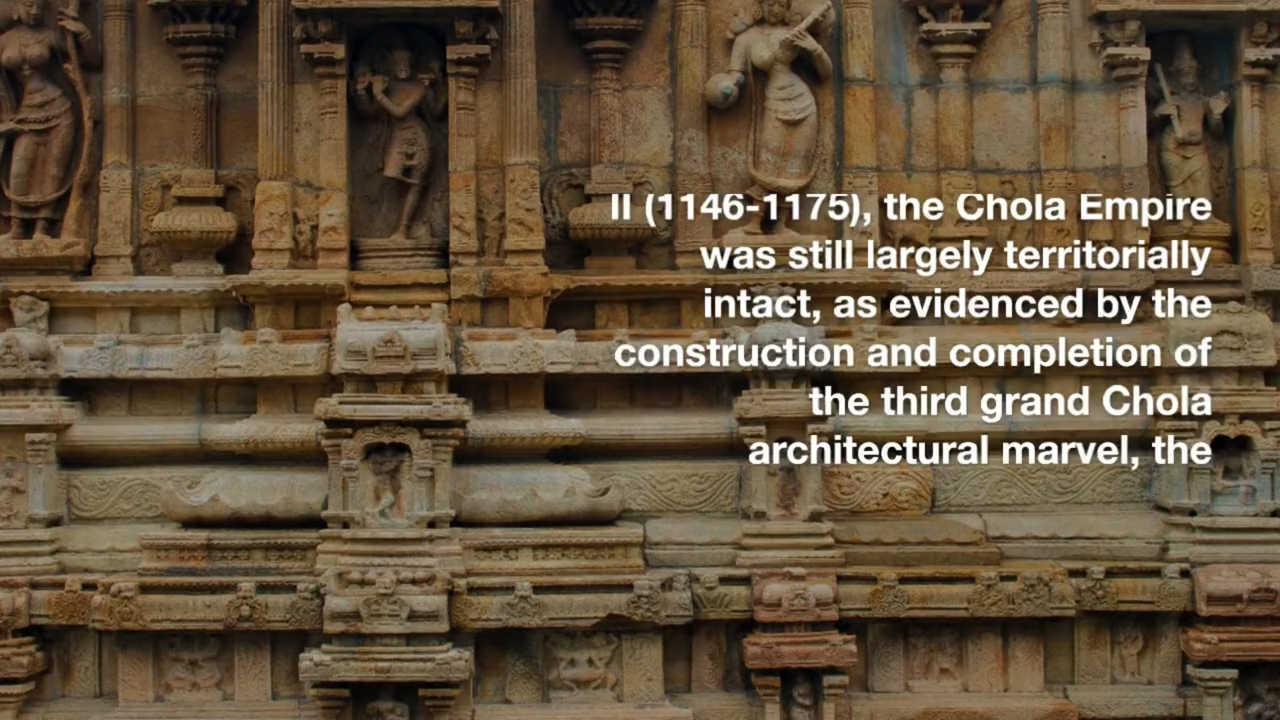 II (1146-1175), the Chola Empire
was still largely territorially
intact, as evidenced by the
construction and completion of
the third grand Chola
architectural marvel, the